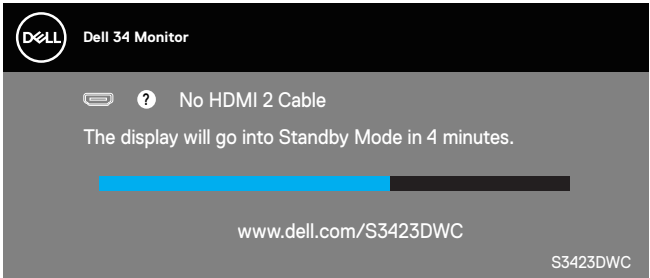 DELL
Dell 34 Monitor
? No HDMI 2 Cable
The display will go into Standby Mode in 4 minutes.
www.dell.com/S3423DWC
S3423DWC